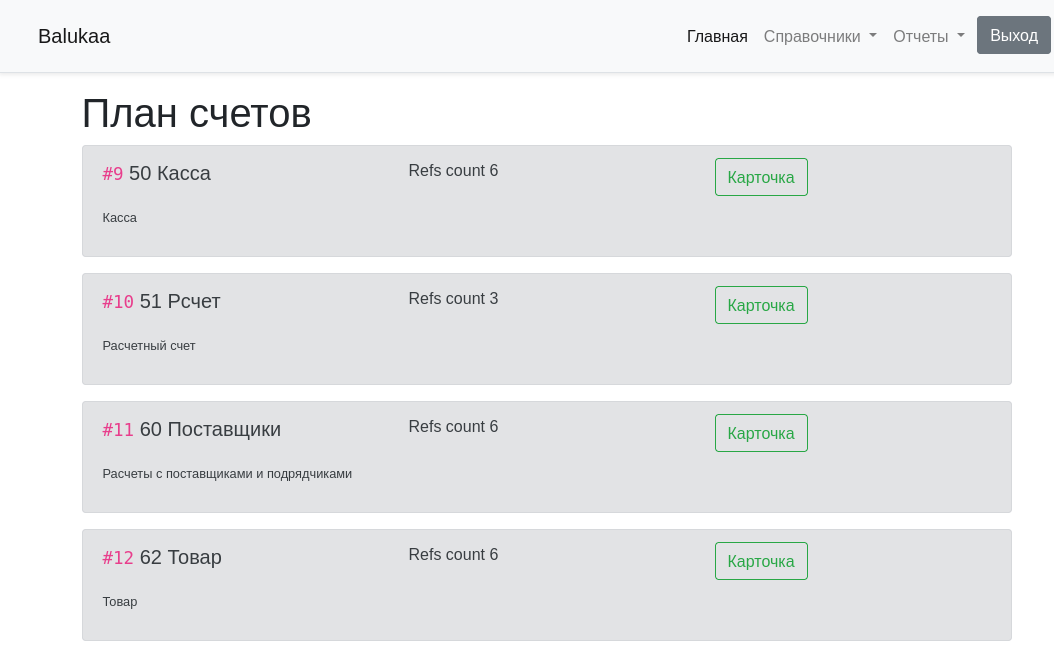 Balukaa Главная Справочники Отчеты Выход
План счетов
#9 50 Касса Refs count 6 Карточка
Касса
#10 51 Рсчет Refs count 3 Карточка
Расчетный счет
#11 60 Поставщики Refs count 6 Карточка
Расчеты с поставщиками и подрядчиками
#12 62 Товар Refs count 6 Карточка
Товар